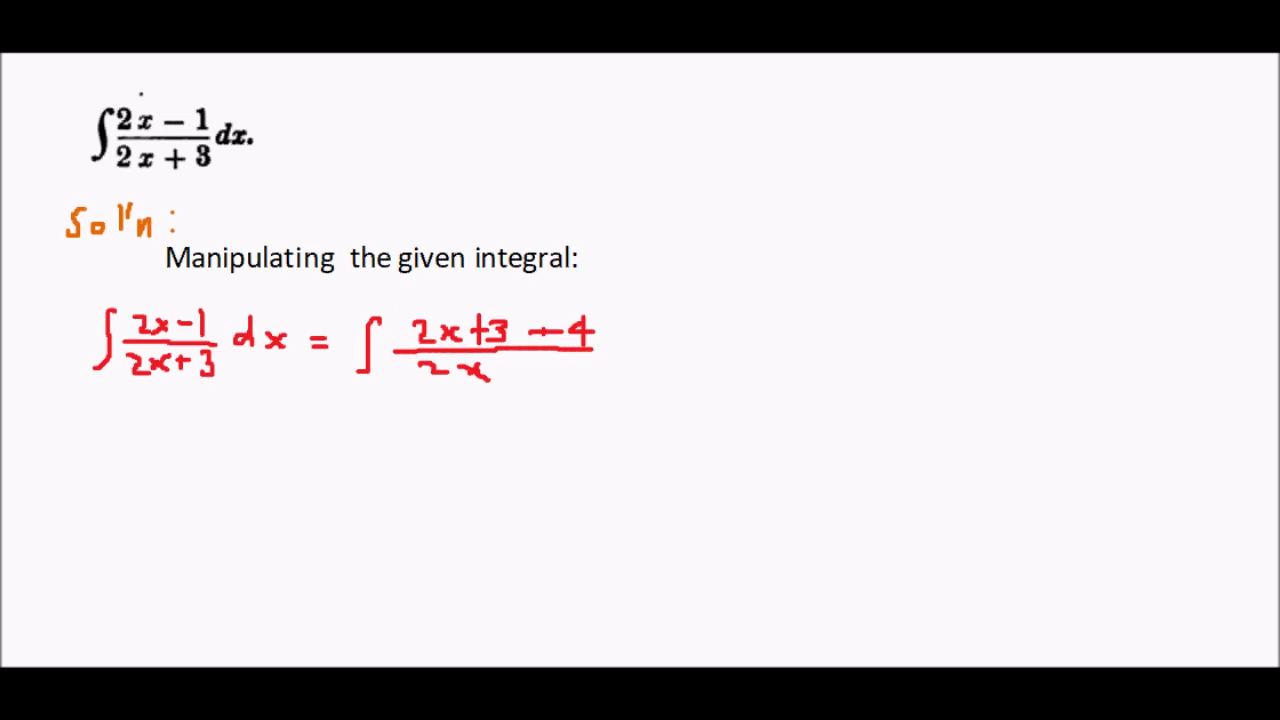 ∫ 2x − 1 / 2x + 3 dx.
Sol'n :
Manipulating the given integral:
∫ 2x-1 / 2x+3 dx = ∫ 2x+3 -4 / 2x